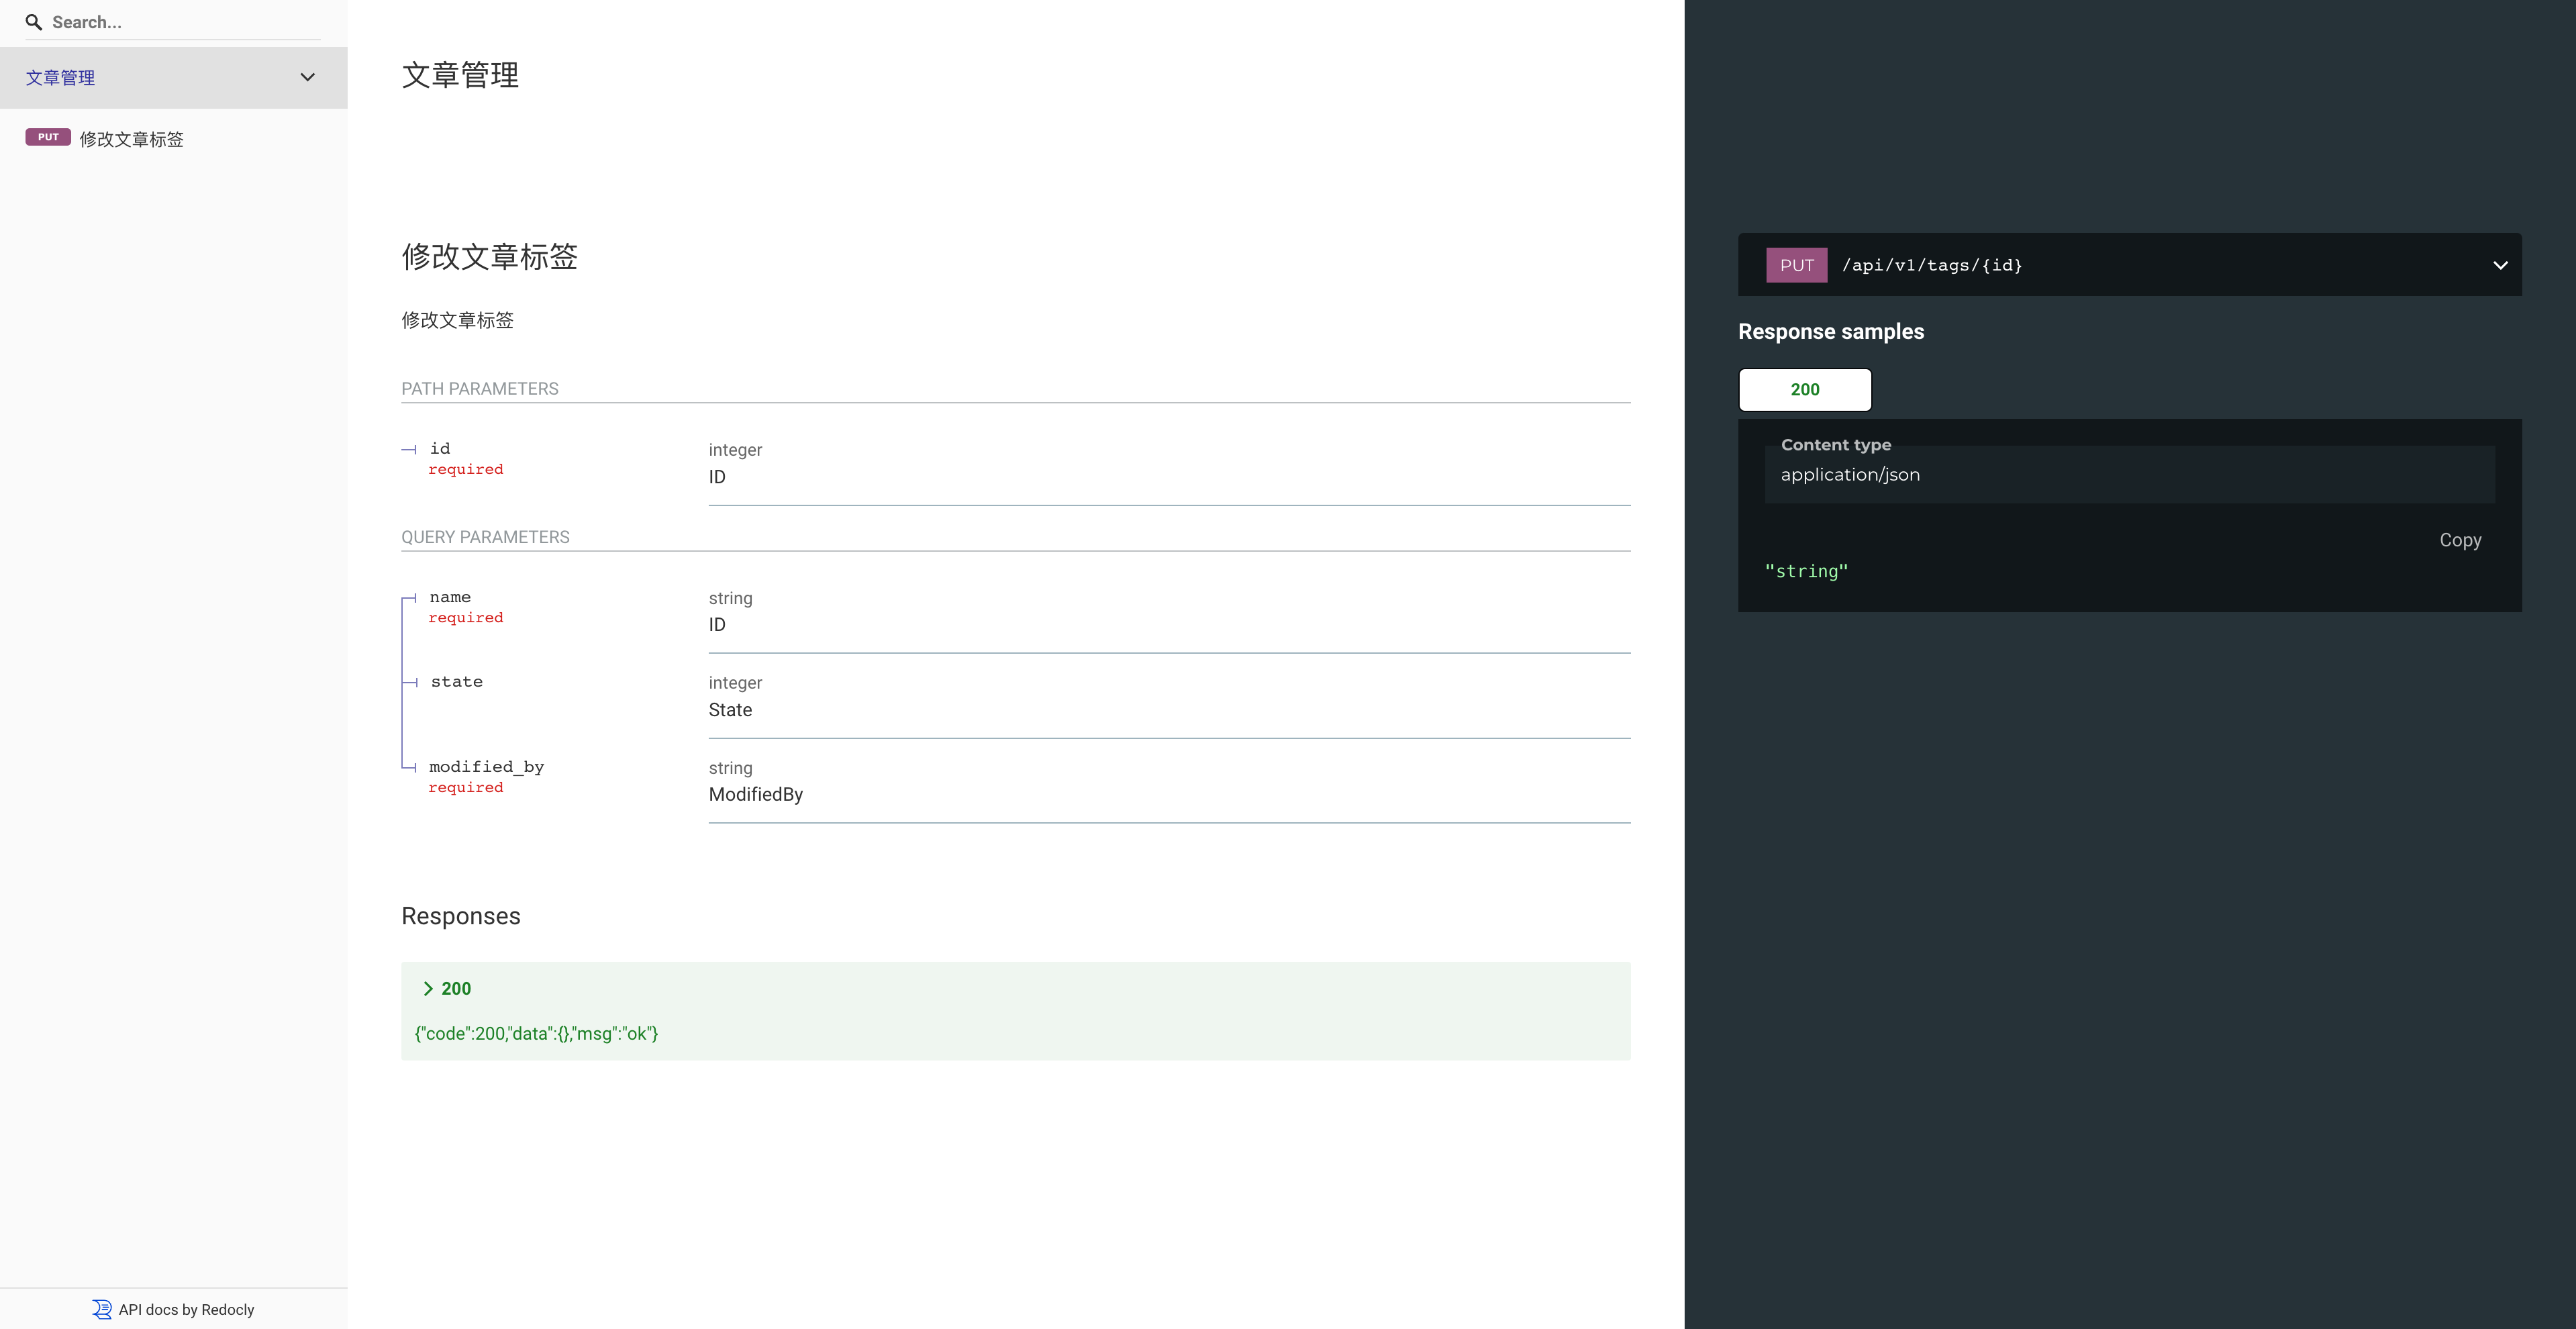 Search...
文章管理
PUT 修改文章标签
API docs by Redocly
文章管理
修改文章标签
修改文章标签
PATH PARAMETERS
id integer
required ID
QUERY PARAMETERS
name string
required ID
state integer
State
modified_by string
required ModifiedBy
Responses
200
{"code":200,"data":{},"msg":"ok"}
PUT /api/v1/tags/{id}
Response samples
200
Content type
application/json
Copy
"string"